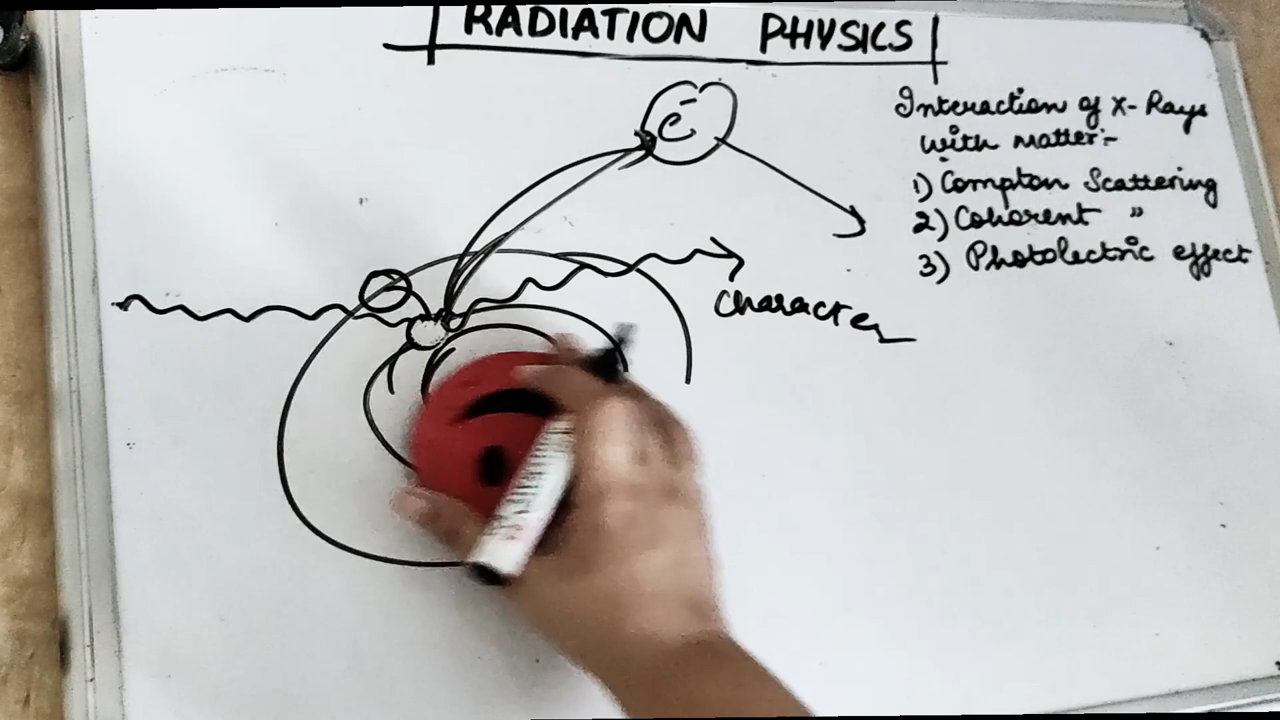 RADIATION PHYSICS
Interaction of X-Rays
with matter:-
1) Compton Scattering
2) Coherent "
3) Photolectric effect
e-
Character